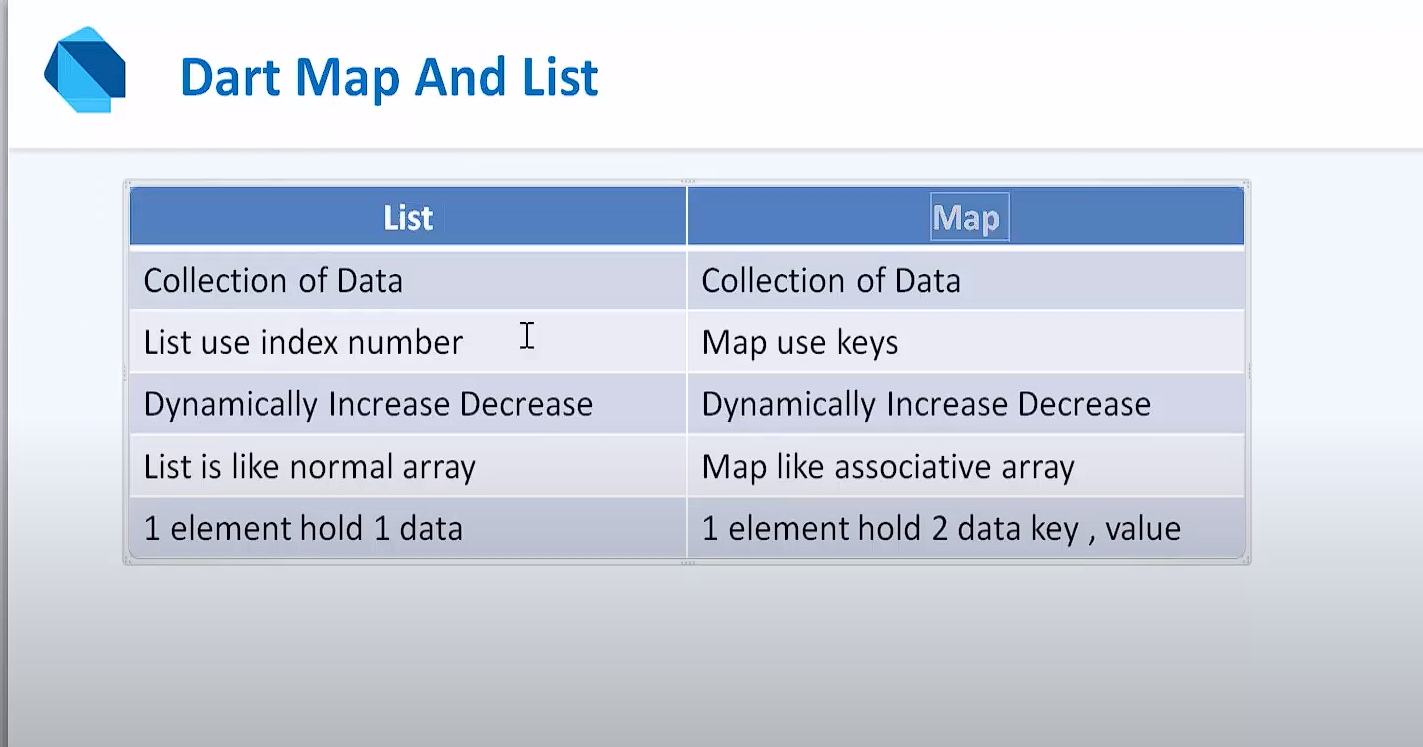 Dart Map And List
List
Map
Collection of Data
Collection of Data
List use index number
Map use keys
Dynamically Increase Decrease
Dynamically Increase Decrease
List is like normal array
Map like associative array
1 element hold 1 data
1 element hold 2 data key , value